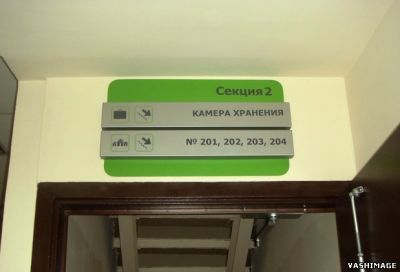 Секция 2
КАМЕРА ХРАНЕНИЯ
№ 201, 202, 203, 204
VASHIMAGE